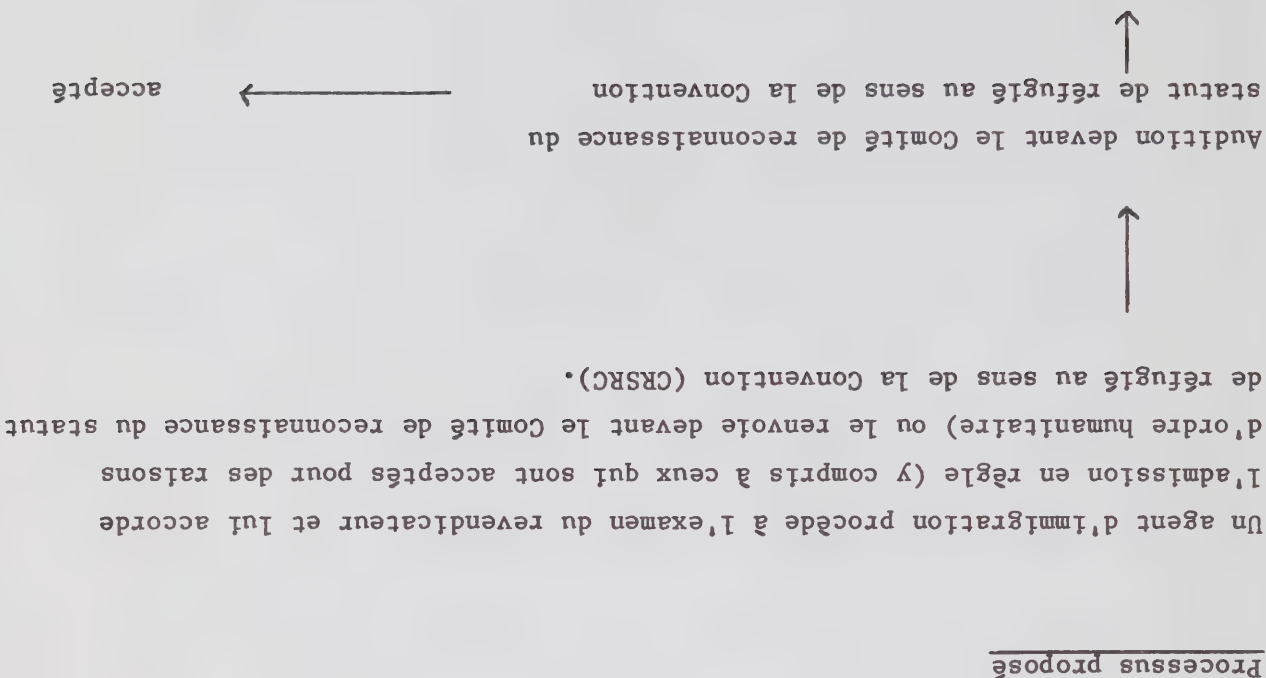 Processus proposé
Un agent d'immigration procède à l'examen du revendicateur et lui accorde
l'admission en règle (y compris à ceux qui sont acceptés pour des raisons
d'ordre humanitaire) ou le renvoie devant le Comité de reconnaissance du statut
de réfugié au sens de la Convention (CRSRC).
Audition devant le Comité de reconnaissance du
statut de réfugié au sens de la Convention
accepté